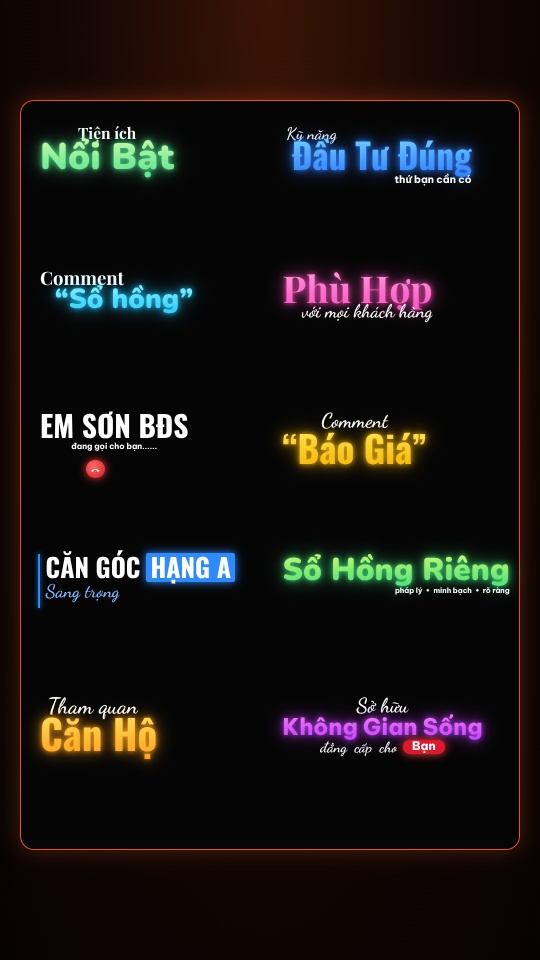 Tiện ích
Nổi Bật
Kỹ năng
Đầu Tư Đúng
thứ bạn cần có
Comment
“Sổ hồng”
Phù Hợp
với mọi khách hàng
EM SƠN BĐS
đang gọi cho bạn......
Comment
“Báo Giá”
CĂN GÓC HẠNG A
Sang trọng
Sổ Hồng Riêng
pháp lý • minh bạch • rõ ràng
Tham quan
Căn Hộ
Sở hữu
Không Gian Sống
đẳng cấp cho Bạn